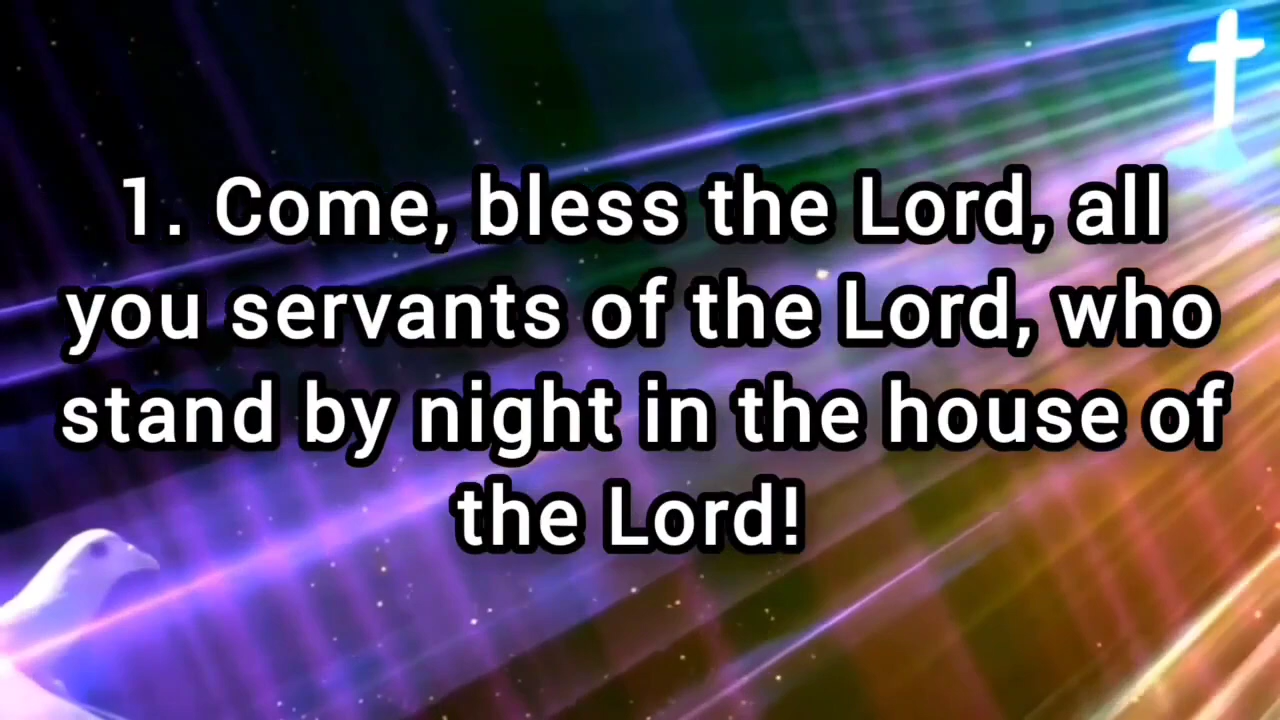 1. Come, bless the Lord, all
you servants of the Lord, who
stand by night in the house of
the Lord!